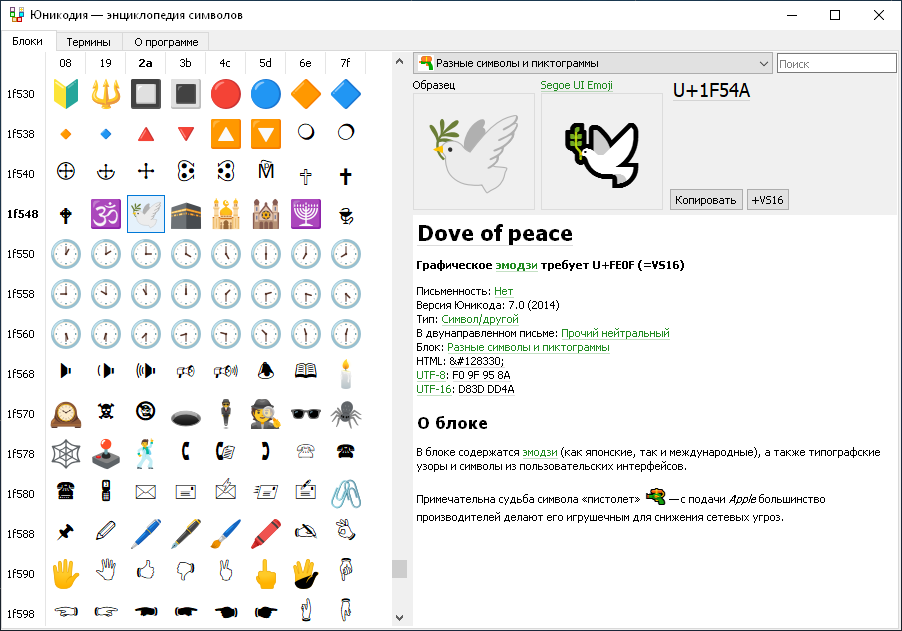 Юникодия — энциклопедия символов
Блоки Термины О программе
08 19 2a 3b 4c 5d 6e 7f
1f530
1f538
1f540
1f548
1f550
1f558
1f560
1f568
1f570
1f578
1f580
1f588
1f590
1f598
Разные символы и пиктограммы
Поиск
Образец
Segoe UI Emoji
U+1F54A
Копировать
+VS16
Dove of peace
Графическое эмодзи требует U+FE0F (=VS16)
Письменность: Нет
Версия Юникода: 7.0 (2014)
Тип: Символ/другой
В двунаправленном письме: Прочий нейтральный
Блок: Разные символы и пиктограммы
HTML: &#128330;
UTF-8: F0 9F 95 8A
UTF-16: D83D DD4A
О блоке
В блоке содержатся эмодзи (как японские, так и международные), а также типографские
узоры и символы из пользовательских интерфейсов.
Примечательна судьба символа «пистолет» — с подачи Apple большинство
производителей делают его игрушечным для снижения сетевых угроз.